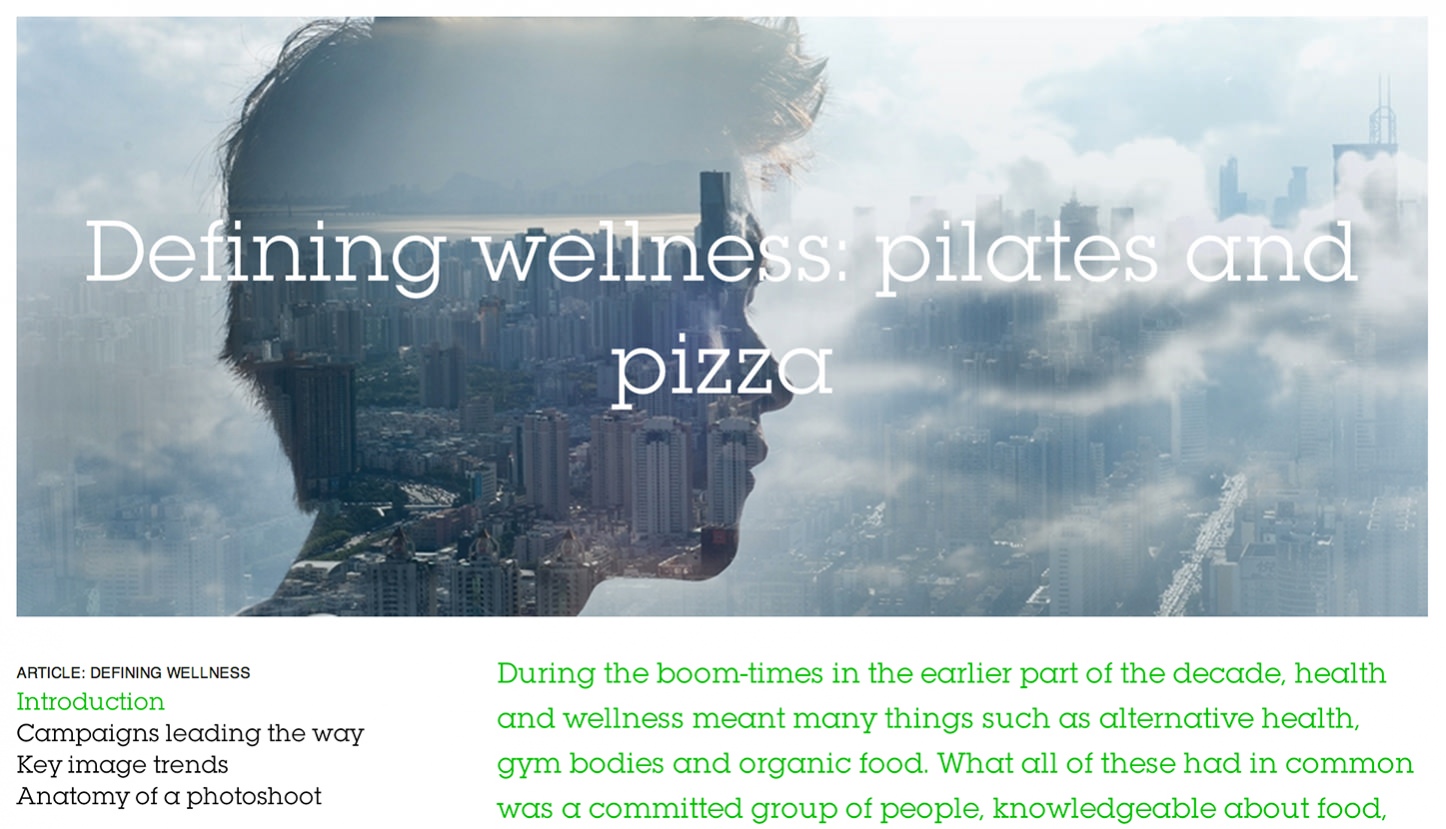 Defining wellness: pilates and
pizza
ARTICLE: DEFINING WELLNESS
Introduction
Campaigns leading the way
Key image trends
Anatomy of a photoshoot
During the boom-times in the earlier part of the decade, health
and wellness meant many things such as alternative health,
gym bodies and organic food. What all of these had in common
was a committed group of people, knowledgeable about food,